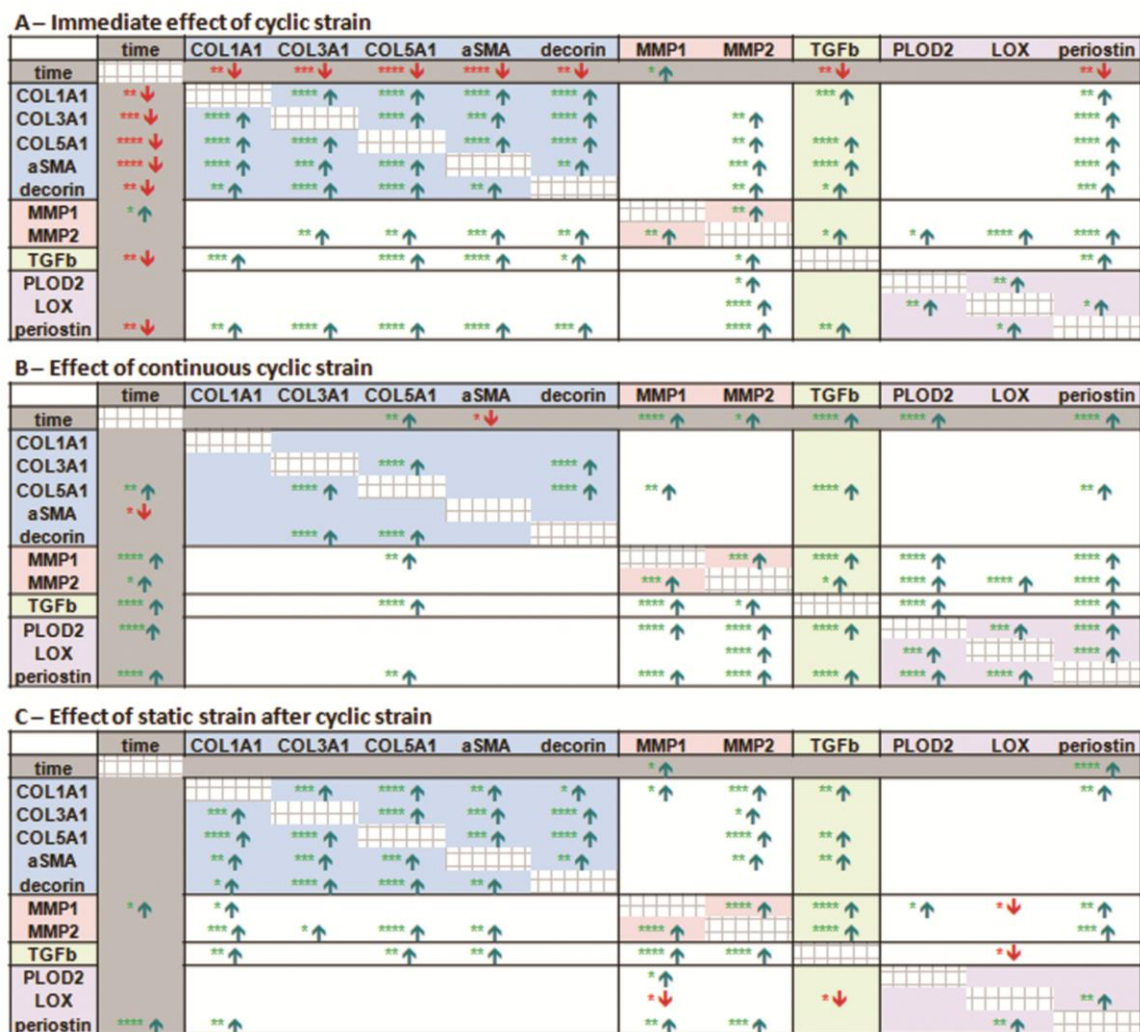 A – Immediate effect of cyclic strain
time COL1A1 COL3A1 COL5A1 aSMA decorin MMP1 MMP2 TGFb PLOD2 LOX periostin
time **↓ ***↓ ****↓ ****↓ **↓ *↑ **↓ **↓
COL1A1 **↓ ****↑ ****↑ ****↑ ****↑ ***↑ **↑
COL3A1 ***↓ ****↑ ****↑ ***↑ ****↑ **↑ ****↑
COL5A1 ****↓ ****↑ ****↑ ****↑ ****↑ **↑ ****↑ ****↑
aSMA ****↓ ****↑ ***↑ ****↑ **↑ ***↑ ****↑ ****↑
decorin **↓ **↑ ****↑ ****↑ **↑ **↑ *↑ ***↑
MMP1 *↑ **↑
MMP2 **↑ **↑ ***↑ **↑ **↑ *↑ *↑ ****↑ ****↑
TGFb **↓ ***↑ ****↑ ****↑ *↑ *↑ **↑
PLOD2 *↑ **↑
LOX ****↑ **↑ *↑
periostin **↓ **↑ ****↑ ****↑ ****↑ ***↑ ****↑ **↑ *↑
B – Effect of continuous cyclic strain
time COL1A1 COL3A1 COL5A1 aSMA decorin MMP1 MMP2 TGFb PLOD2 LOX periostin
time **↑ *↓ ****↑ *↑ ****↑ ****↑ ****↑
COL1A1
COL3A1 ****↑ ****↑
COL5A1 **↑ ****↑ ****↑ **↑ ****↑ **↑
aSMA *↓
decorin ****↑ ****↑
MMP1 ****↑ **↑ ***↑ ****↑ ****↑ ****↑
MMP2 *↑ ***↑ *↑ ****↑ ****↑ ****↑
TGFb ****↑ ****↑ ****↑ *↑ ****↑ ****↑
PLOD2 ****↑ ****↑ ****↑ ****↑ ***↑ ****↑
LOX ****↑ ***↑ ****↑
periostin ****↑ **↑ ****↑ ****↑ ****↑ ****↑ ****↑
C – Effect of static strain after cyclic strain
time COL1A1 COL3A1 COL5A1 aSMA decorin MMP1 MMP2 TGFb PLOD2 LOX periostin
time *↑ ****↑
COL1A1 ***↑ ****↑ **↑ *↑ *↑ ***↑ **↑ **↑
COL3A1 ***↑ ****↑ ***↑ ****↑ *↑
COL5A1 ****↑ ****↑ ***↑ ****↑ ****↑ **↑
aSMA **↑ ***↑ ***↑ **↑ **↑ **↑
decorin *↑ ****↑ ****↑ **↑
MMP1 *↑ *↑ ****↑ ****↑ *↑ *↓ **↑
MMP2 ***↑ *↑ ****↑ **↑ ****↑ ****↑ ***↑
TGFb **↑ **↑ **↑ ****↑ ****↑ *↓
PLOD2 *↑
LOX *↓ *↓ **↑
periostin ****↑ **↑ **↑ ***↑ **↑